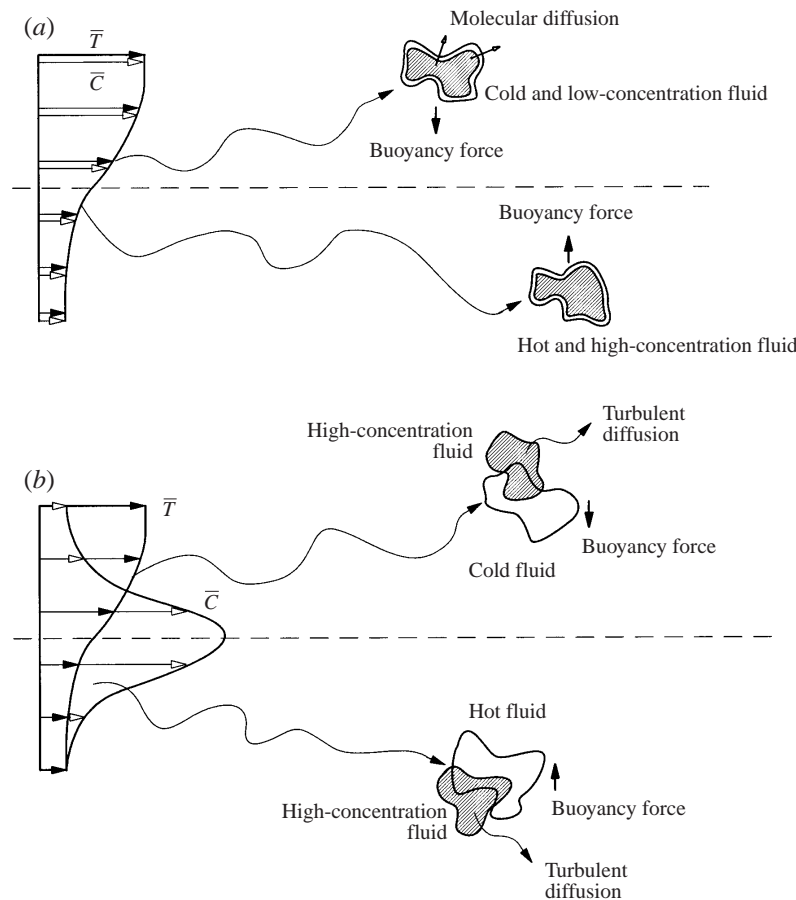 (a)
T̅
C̅
Molecular diffusion
Cold and low-concentration fluid
Buoyancy force
Buoyancy force
Hot and high-concentration fluid
(b)
T̅
C̅
High-concentration
fluid
Turbulent
diffusion
Buoyancy force
Cold fluid
Hot fluid
Buoyancy force
High-concentration
fluid
Turbulent
diffusion